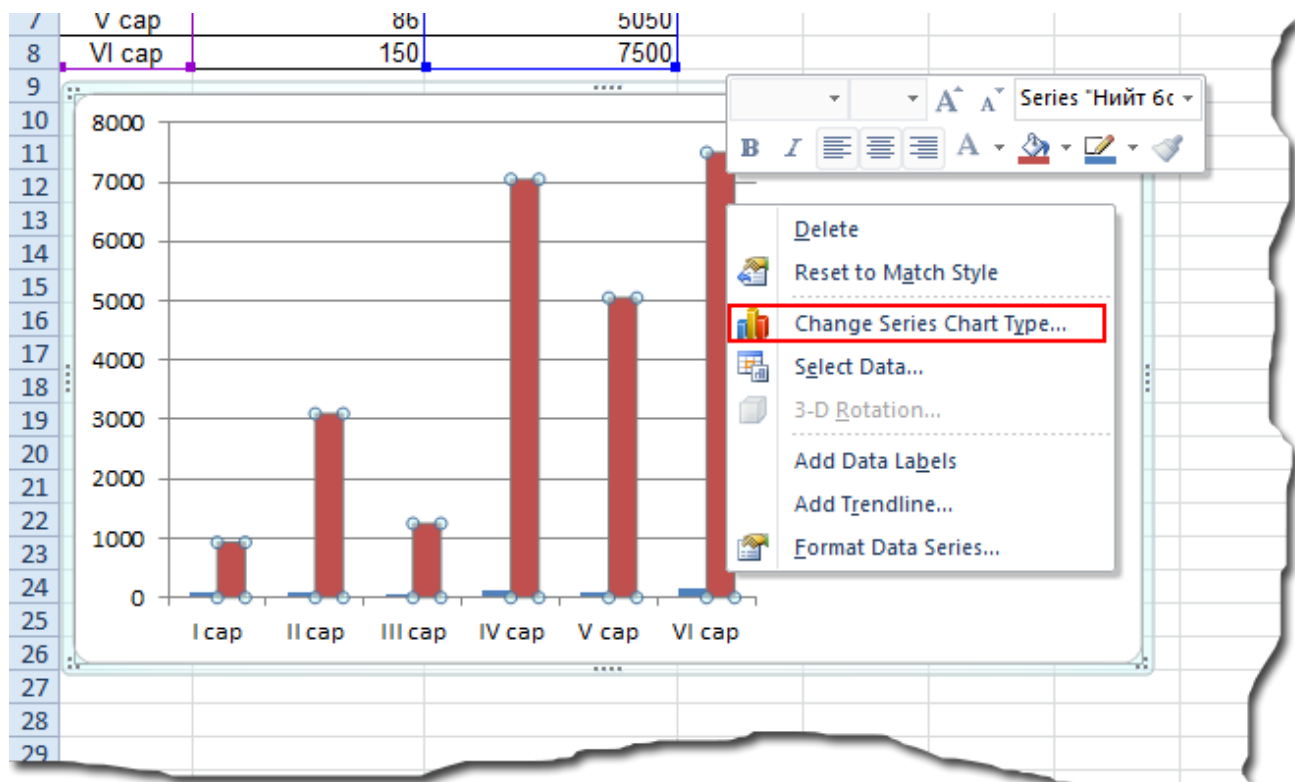 7 V сар 86 5050
8 VI сар 150 7500
9
10
11
12
13
14
15
16
17
18
19
20
21
22
23
24
25
26
27
28
29
A A Series "Нийт бс
B I A
8000
7000
6000
5000
4000
3000
2000
1000
0
I сар II сар III сар IV сар V сар VI сар
Delete
Reset to Match Style
Change Series Chart Type...
Select Data...
3-D Rotation...
Add Data Labels
Add Trendline...
Format Data Series...